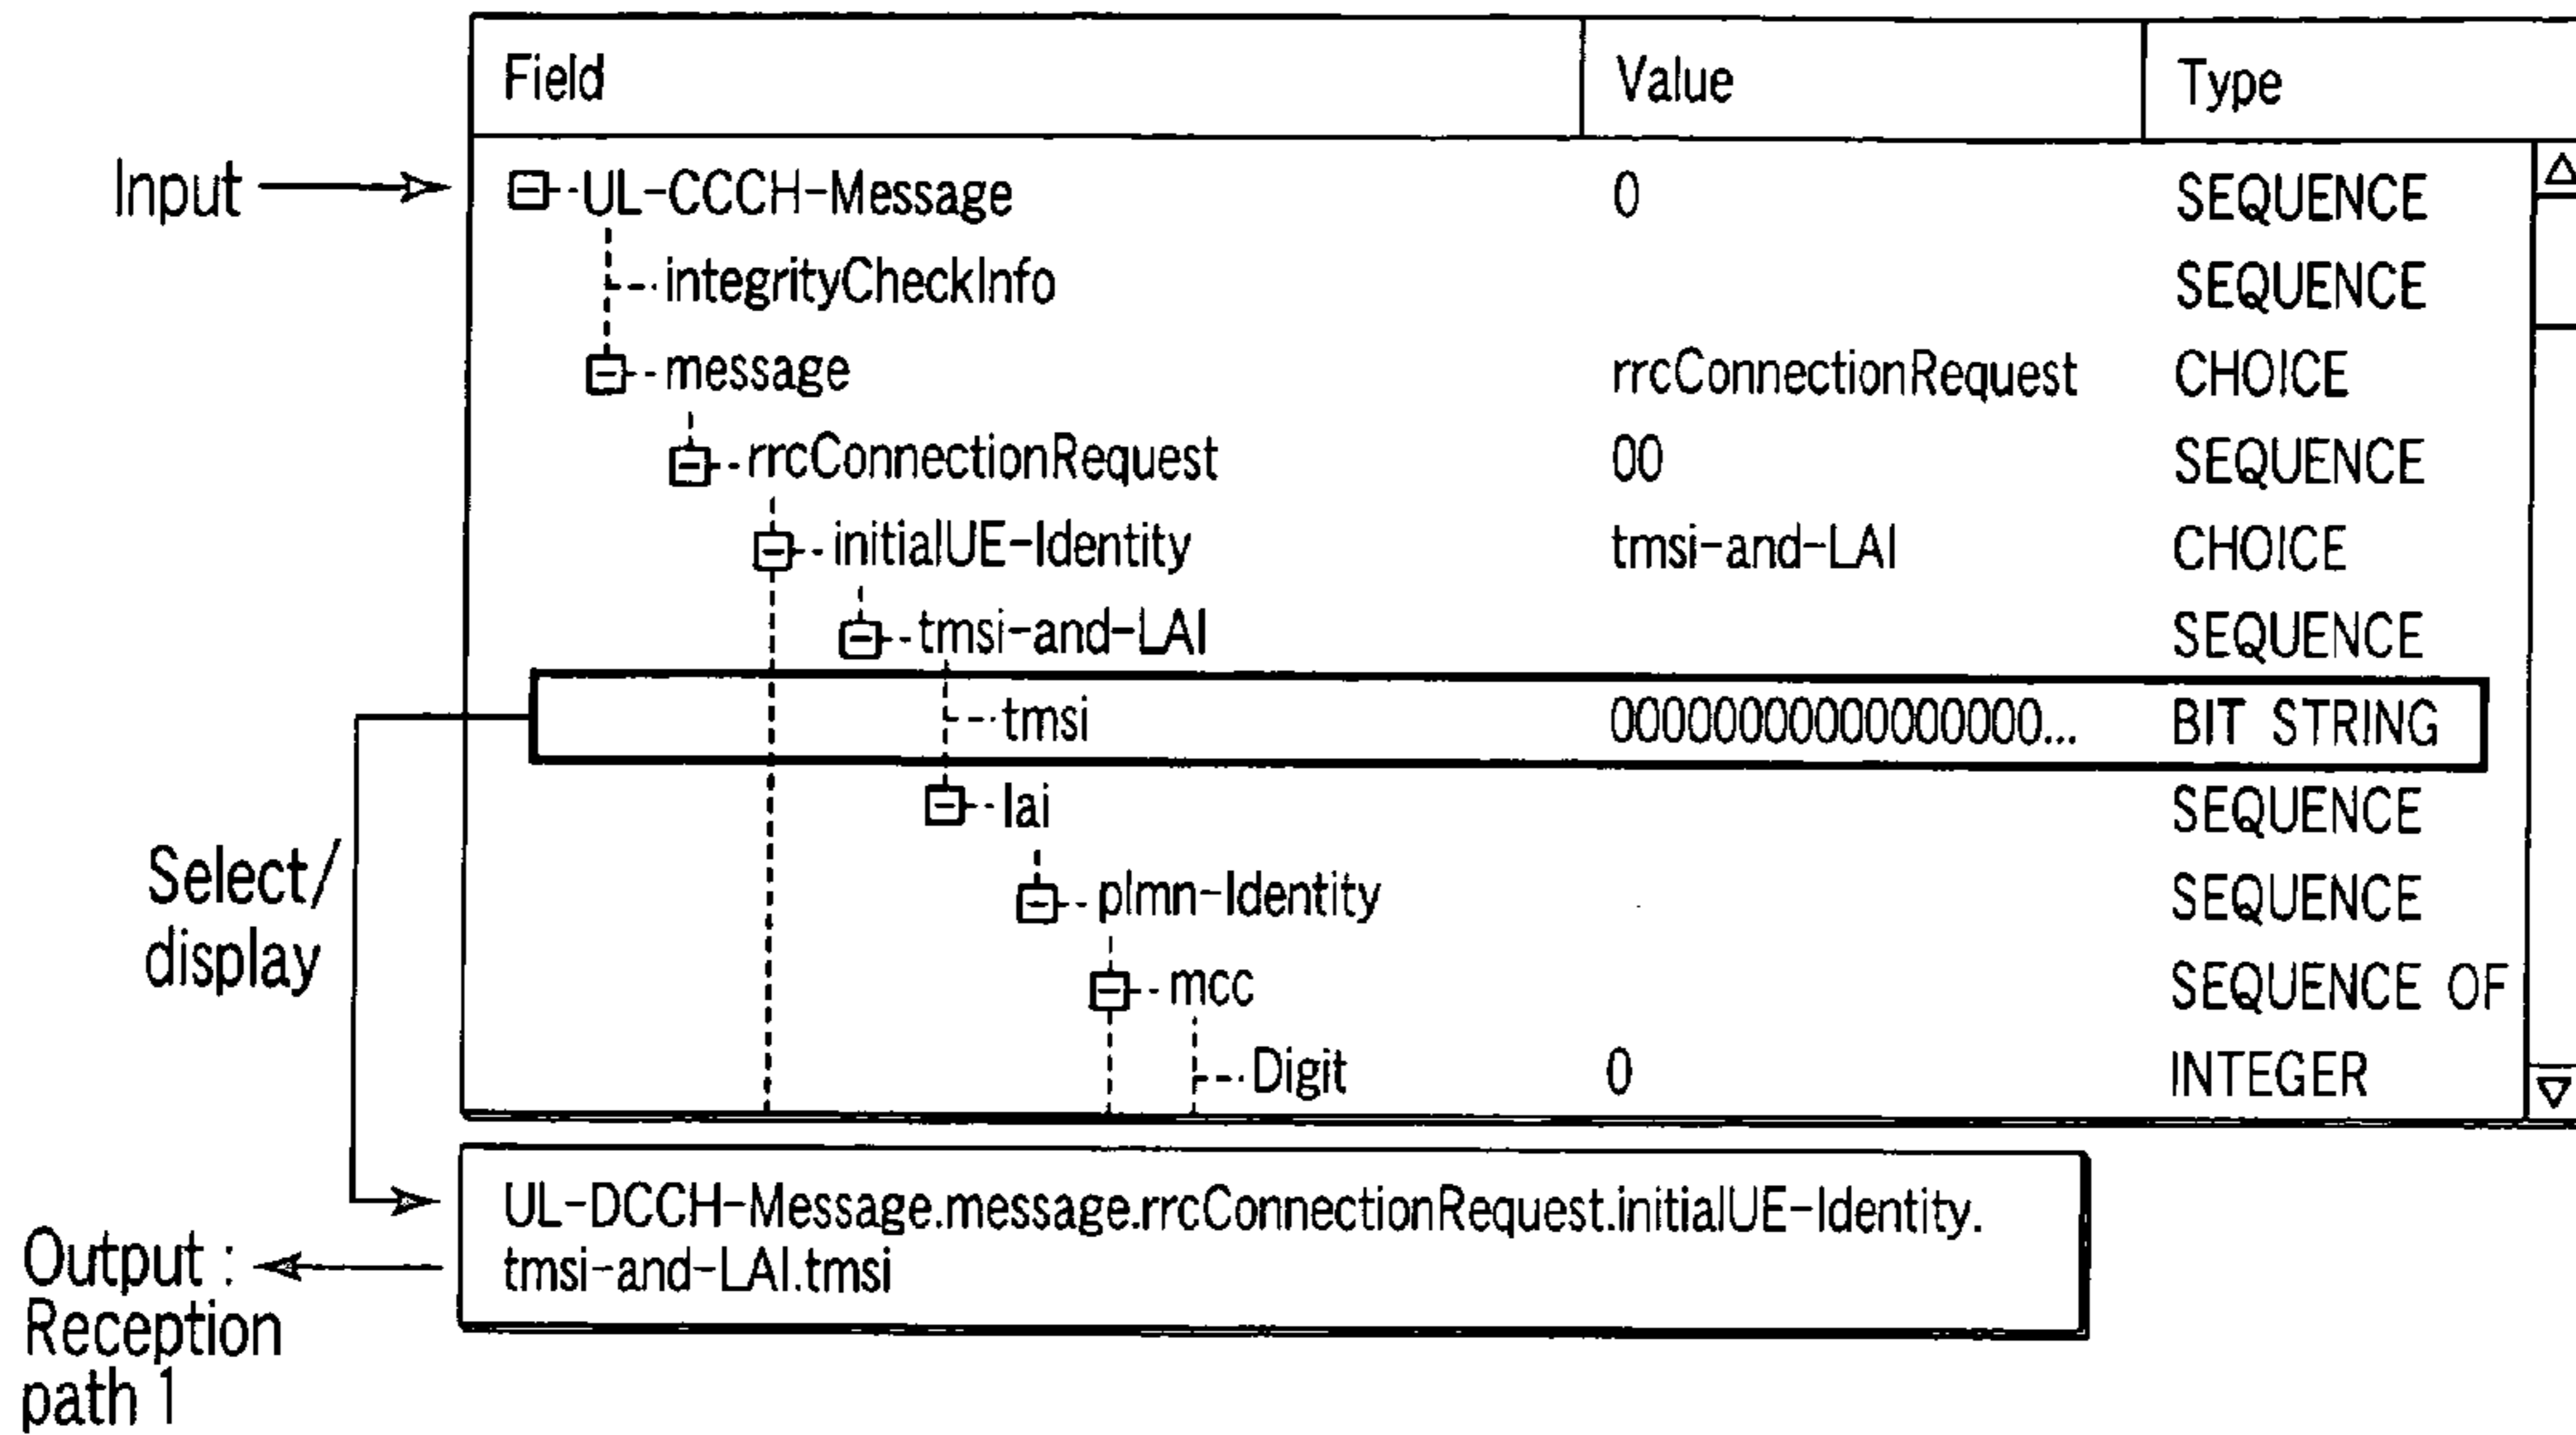 Field Value Type
Input UL-CCCH-Message 0 SEQUENCE
integrityCheckInfo SEQUENCE
message rrcConnectionRequest CHOICE
rrcConnectionRequest 00 SEQUENCE
initialUE-Identity tmsi-and-LAI CHOICE
tmsi-and-LAI SEQUENCE
tmsi 00000000000000000... BIT STRING
lai SEQUENCE
plmn-Identity SEQUENCE
mcc SEQUENCE OF
Digit 0 INTEGER
Select/
display
UL-DCCH-Message.message.rrcConnectionRequest.initialUE-Identity.
tmsi-and-LAI.tmsi
Output :
Reception
path 1